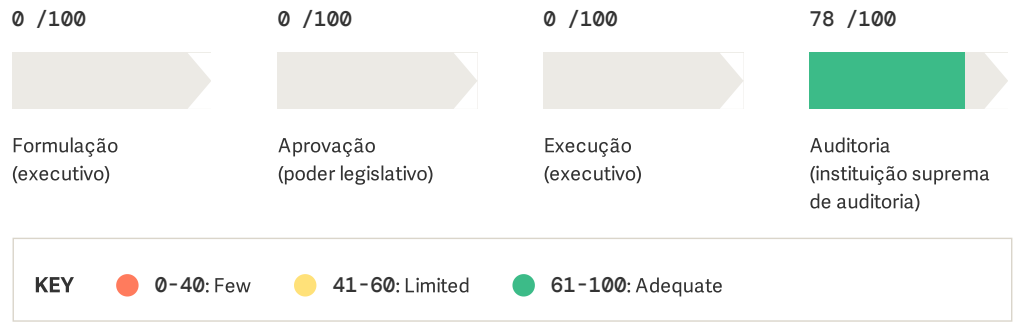 0 /100
0 /100
0 /100
78 /100
Formulação
(executivo)
Aprovação
(poder legislativo)
Execução
(executivo)
Auditoria
(instituição suprema
de auditoria)
KEY
0-40: Few
41-60: Limited
61-100: Adequate